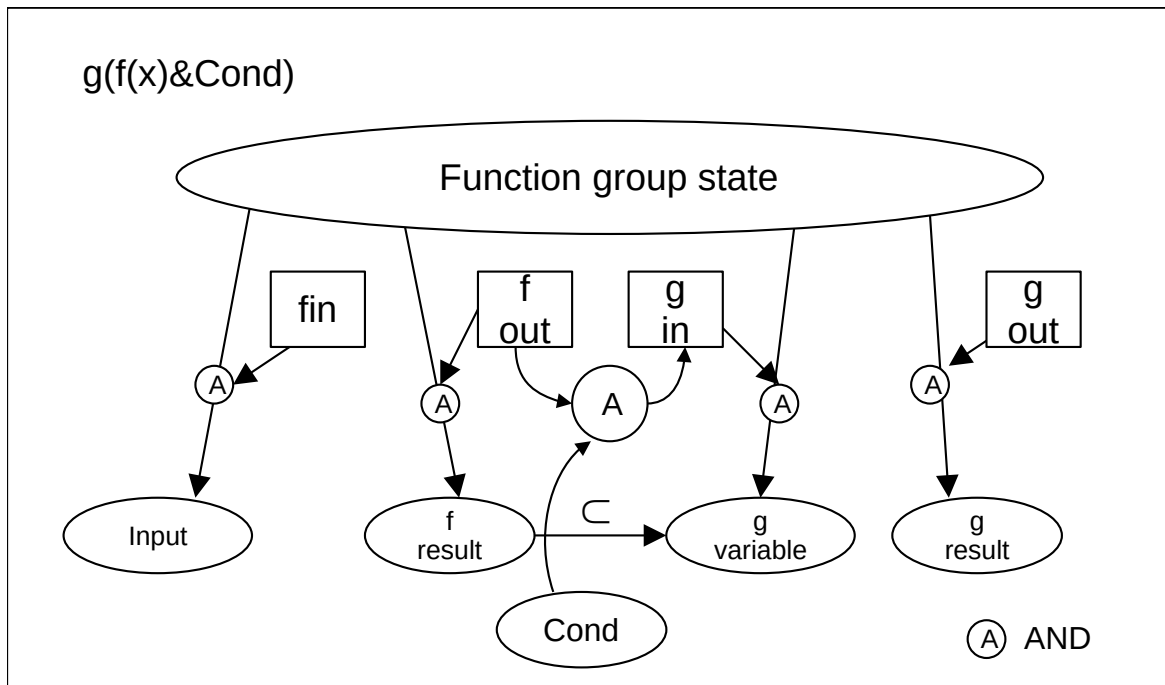 g(f(x)&Cond)
Function group state
fin
f
out
g
in
g
out
A
A
A
A
A
⊂
Input
f
result
g
variable
g
result
Cond
A AND